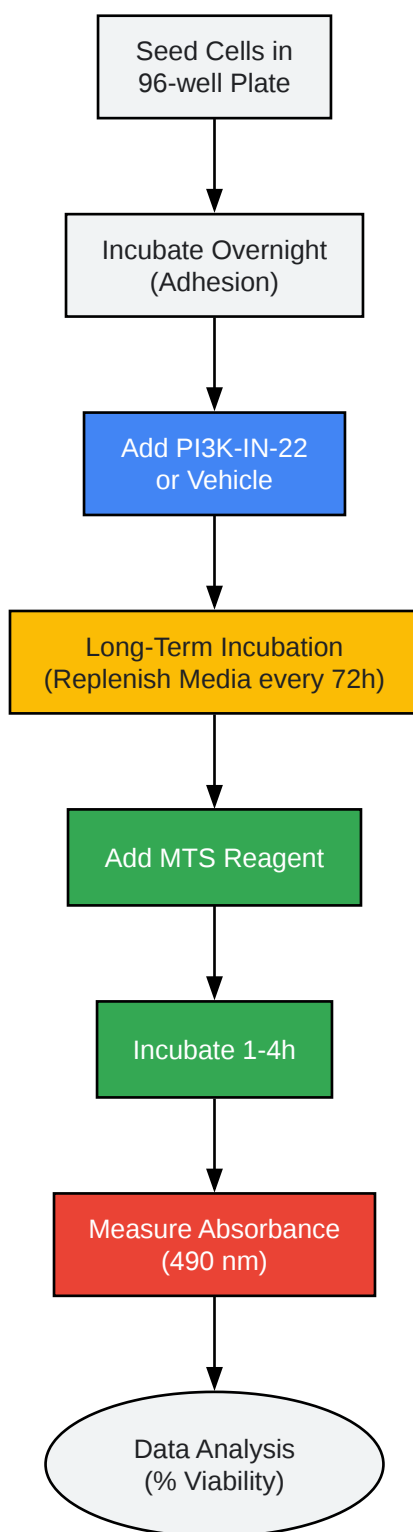 Seed Cells in
96-well Plate
Incubate Overnight
(Adhesion)
Add PI3K-IN-22
or Vehicle
Long-Term Incubation
(Replenish Media every 72h)
Add MTS Reagent
Incubate 1-4h
Measure Absorbance
(490 nm)
Data Analysis
(% Viability)